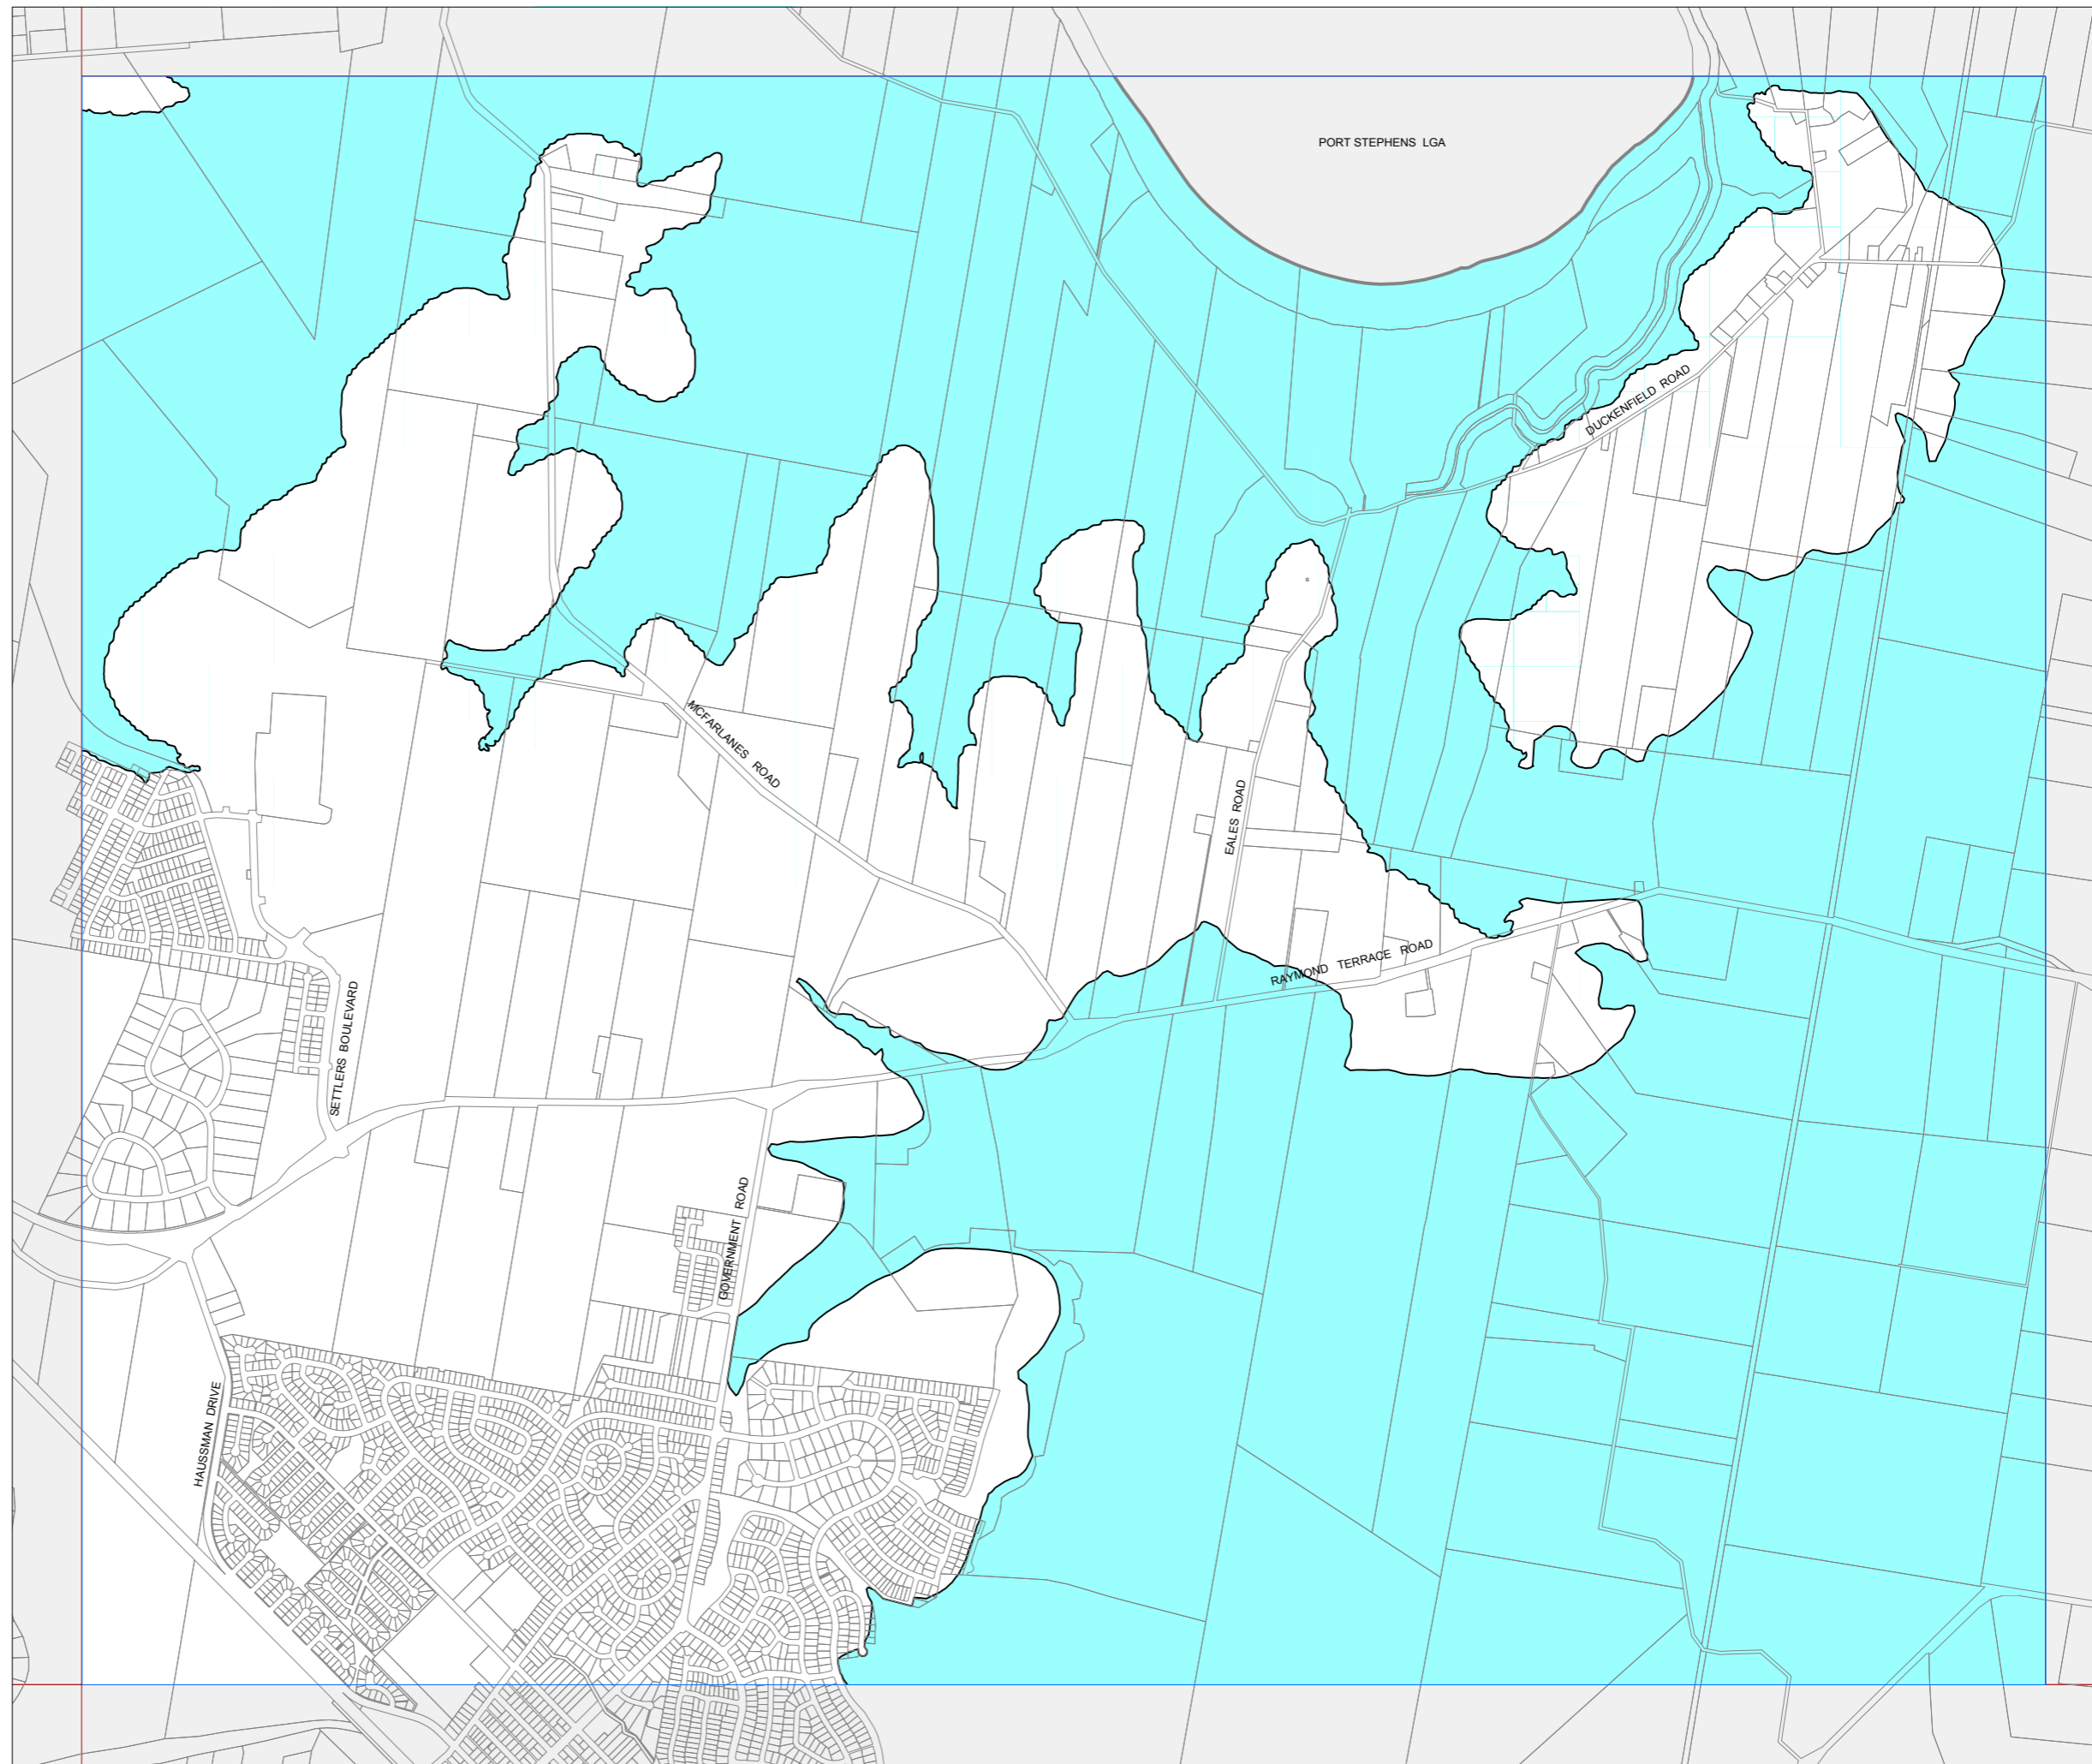 PORT STEPHENS LGA
DUCKENFIELD ROAD
MCFARLANES ROAD
EALES ROAD
RAYMOND TERRACE ROAD
SETTLERS BOULEVARD
GOVERNMENT ROAD
HAUSSMAN DRIVE